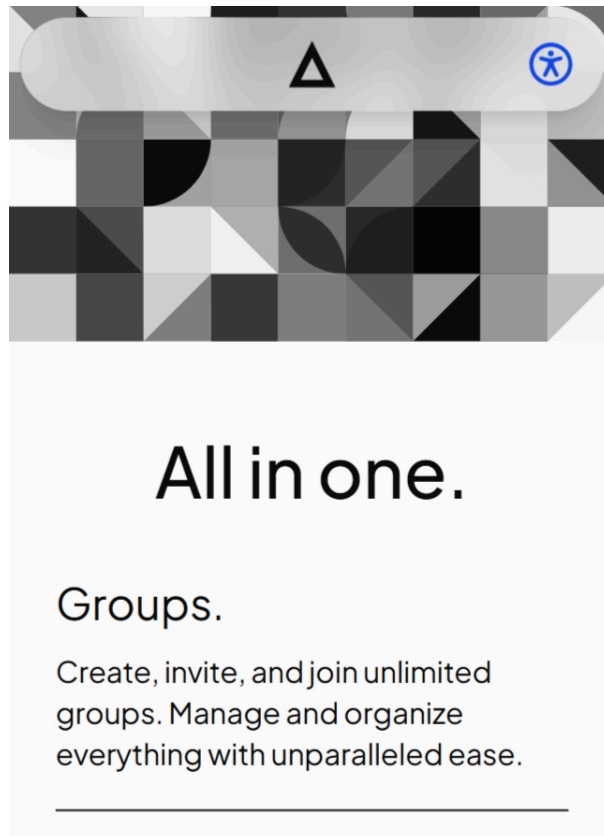 All in one.
Groups.
Create, invite, and join unlimited
groups. Manage and organize
everything with unparalleled ease.